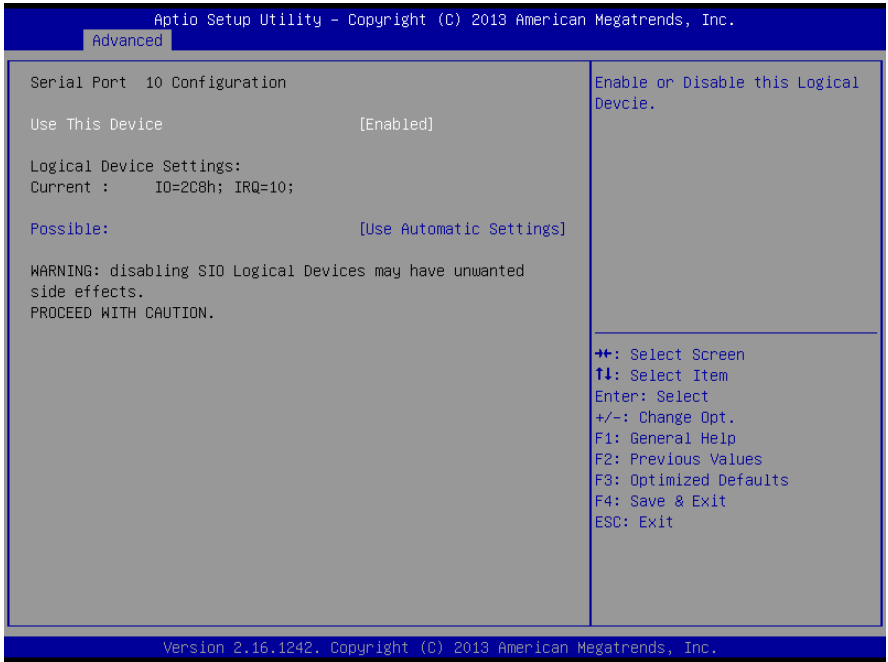 Aptio Setup Utility – Copyright (C) 2013 American Megatrends, Inc.
Advanced
Serial Port 10 Configuration
Use This Device [Enabled]
Logical Device Settings:
Current : IO=2C8h; IRQ=10;
Possible: [Use Automatic Settings]
WARNING: disabling SIO Logical Devices may have unwanted
side effects.
PROCEED WITH CAUTION.
Enable or Disable this Logical
Devcie.
→←: Select Screen
↑↓: Select Item
Enter: Select
+/-: Change Opt.
F1: General Help
F2: Previous Values
F3: Optimized Defaults
F4: Save & Exit
ESC: Exit
Version 2.16.1242. Copyright (C) 2013 American Megatrends, Inc.